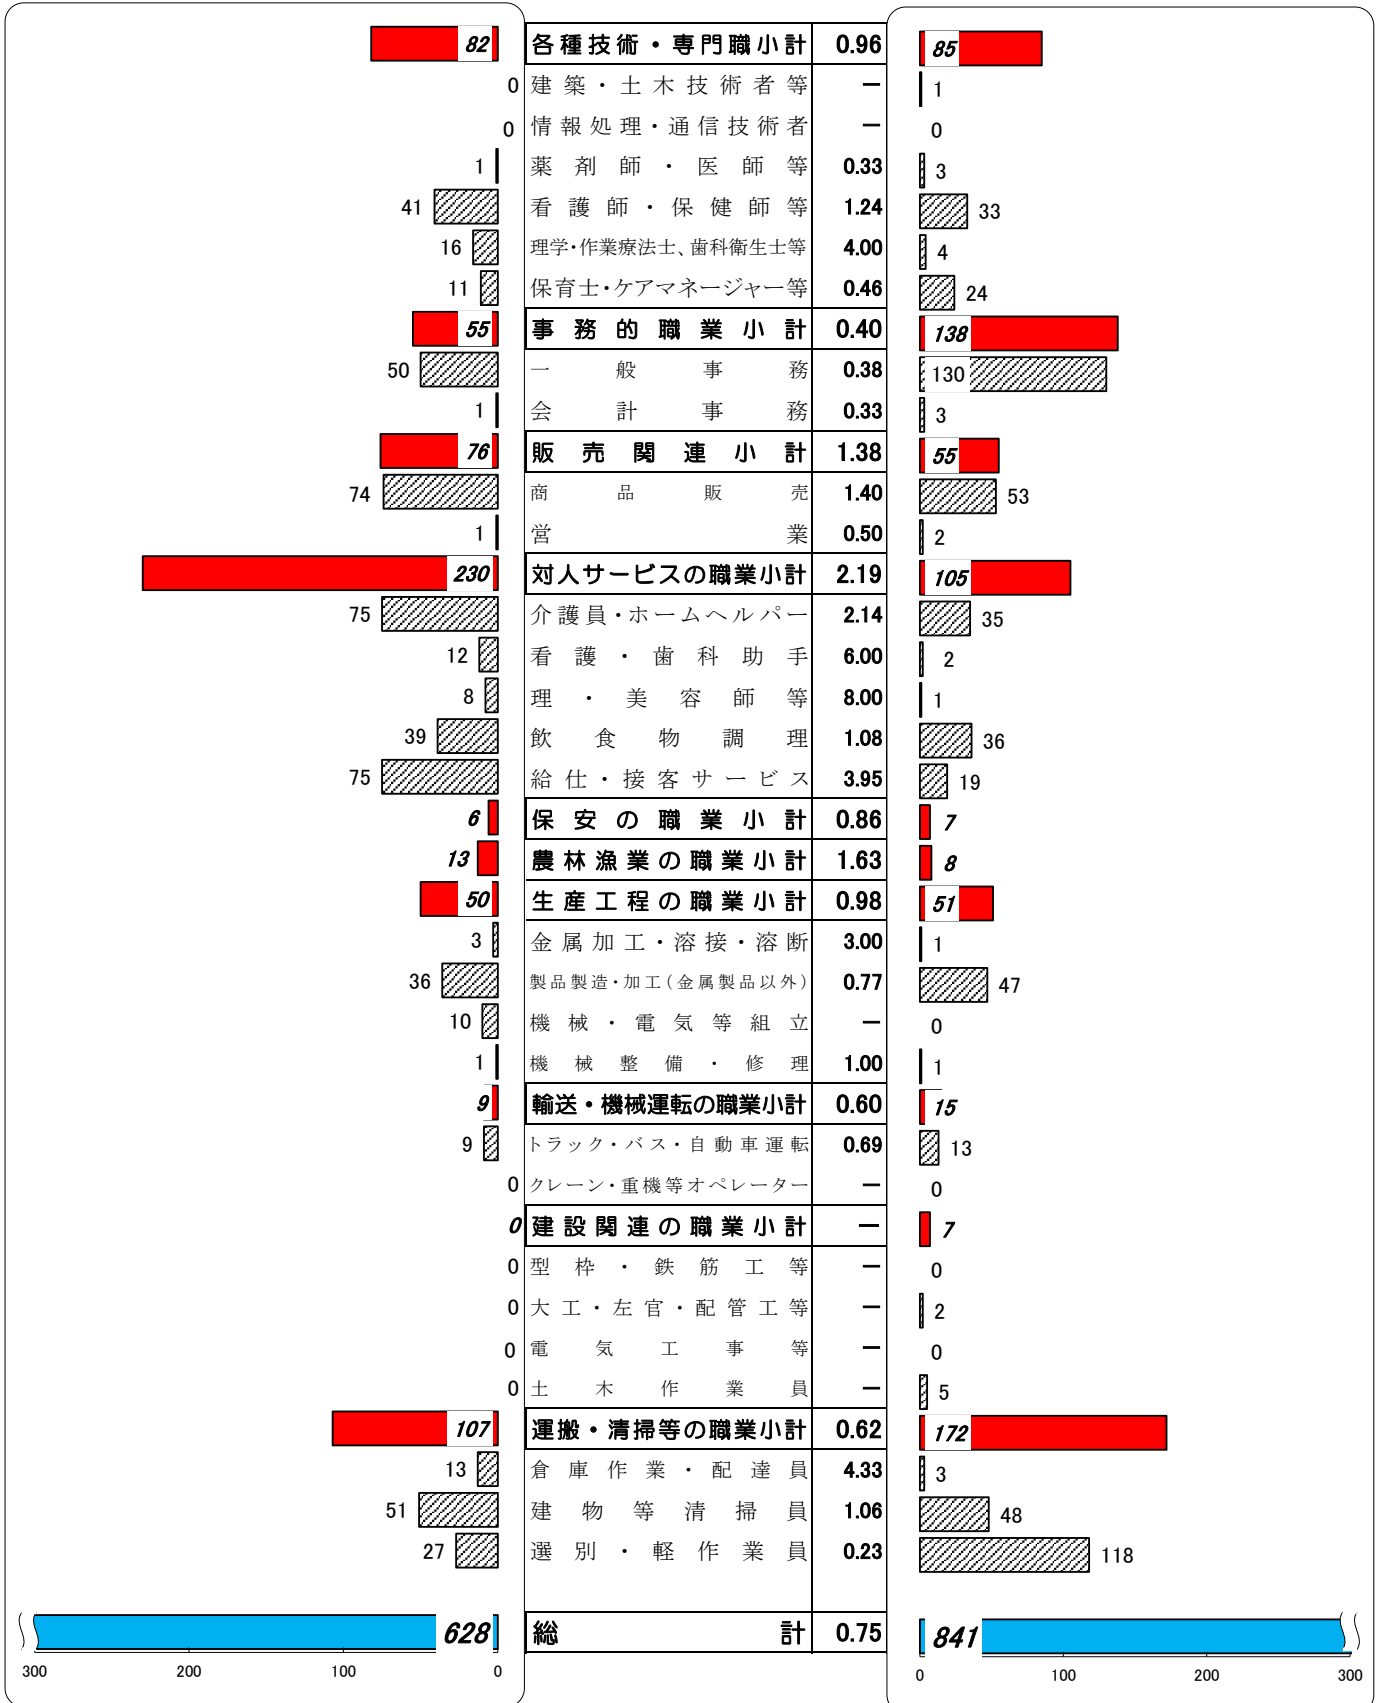 82 各種技術・専門職小計 0.96 85
0 建築・土木技術者等 － 1
0 情報処理・通信技術者 － 0
1 薬剤師・医師等 0.33 3
41 看護師・保健師等 1.24 33
16 理学・作業療法士、歯科衛生士等 4.00 4
11 保育士・ケアマネージャー等 0.46 24
55 事務的職業小計 0.40 138
50 一般事務 0.38 130
1 会計事務 0.33 3
76 販売関連小計 1.38 55
74 商品販売 1.40 53
1 営業 0.50 2
230 対人サービスの職業小計 2.19 105
75 介護員・ホームヘルパー 2.14 35
12 看護・歯科助手 6.00 2
8 理・美容師等 8.00 1
39 飲食物調理 1.08 36
75 給仕・接客サービス 3.95 19
6 保安の職業小計 0.86 7
13 農林漁業の職業小計 1.63 8
50 生産工程の職業小計 0.98 51
3 金属加工・溶接・溶断 3.00 1
36 製品製造・加工(金属製品以外) 0.77 47
10 機械・電気等組立 － 0
1 機械整備・修理 1.00 1
9 輸送・機械運転の職業小計 0.60 15
9 トラック・バス・自動車運転 0.69 13
0 クレーン・重機等オペレーター － 0
0 建設関連の職業小計 － 7
0 型枠・鉄筋工等 － 0
0 大工・左官・配管工等 － 2
0 電気工事等 － 0
0 土木作業員 － 5
107 運搬・清掃等の職業小計 0.62 172
13 倉庫作業・配達員 4.33 3
51 建物等清掃員 1.06 48
27 選別・軽作業員 0.23 118
628 総計 0.75 841
300 200 100 0 0 100 200 300